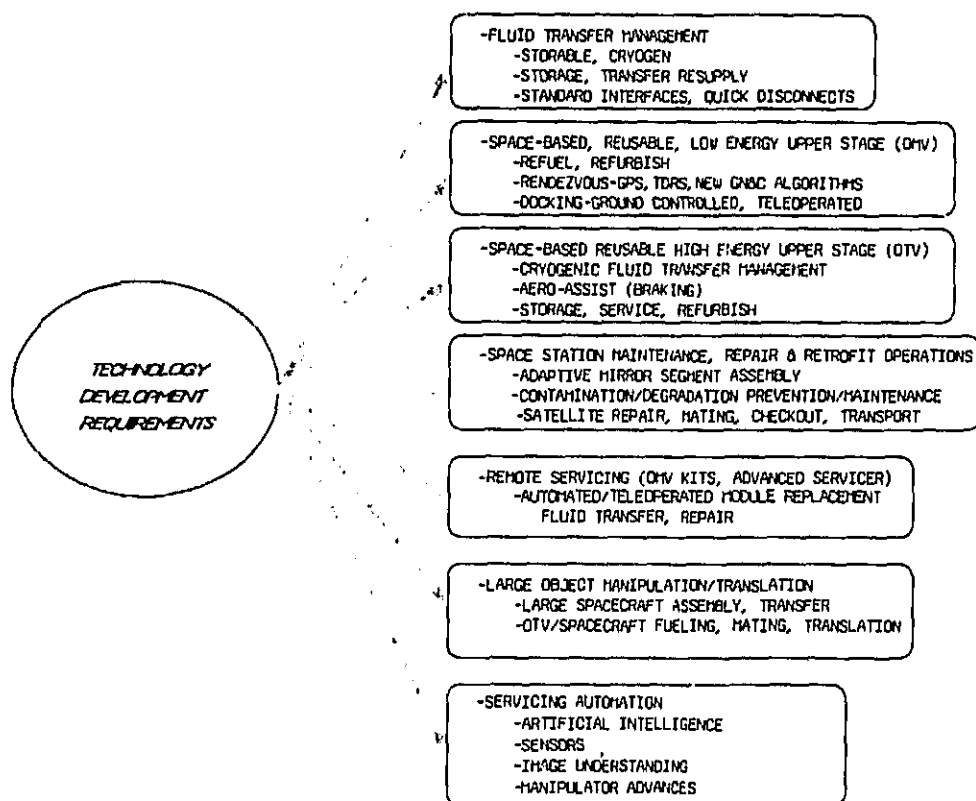 -FLUID TRANSFER MANAGEMENT
-STORABLE, CRYOGEN
-STORAGE, TRANSFER RESUPPLY
-STANDARD INTERFACES, QUICK DISCONNECTS
-SPACE-BASED, REUSABLE, LOW ENERGY UPPER STAGE (OMV)
-REFUEL, REFURBISH
-RENDEZVOUS-GPS, TDRS, NEW GN&C ALGORITHMS
-DOCKING-GROUND CONTROLLED, TELEOPERATED
-SPACE-BASED REUSABLE HIGH ENERGY UPPER STAGE (OTV)
-CRYOGENIC FLUID TRANSFER MANAGEMENT
-AERO-ASSIST (BRAKING)
-STORAGE, SERVICE, REFURBISH
TECHNOLOGY
DEVELOPMENT
REQUIREMENTS
-SPACE STATION MAINTENANCE, REPAIR & RETROFIT OPERATIONS
-ADAPTIVE MIRROR SEGMENT ASSEMBLY
-CONTAMINATION/DEGRADATION PREVENTION/MAINTENANCE
-SATELLITE REPAIR, MATING, CHECKOUT, TRANSPORT
-REMOTE SERVICING (OMV KITS, ADVANCED SERVICER)
-AUTOMATED/TELEOPERATED MODULE REPLACEMENT
FLUID TRANSFER, REPAIR
-LARGE OBJECT MANIPULATION/TRANSLATION
-LARGE SPACECRAFT ASSEMBLY, TRANSFER
-OTV/SPACECRAFT FUELING, MATING, TRANSLATION
-SERVICING AUTOMATION
-ARTIFICIAL INTELLIGENCE
-SENSORS
-IMAGE UNDERSTANDING
-MANIPULATOR ADVANCES